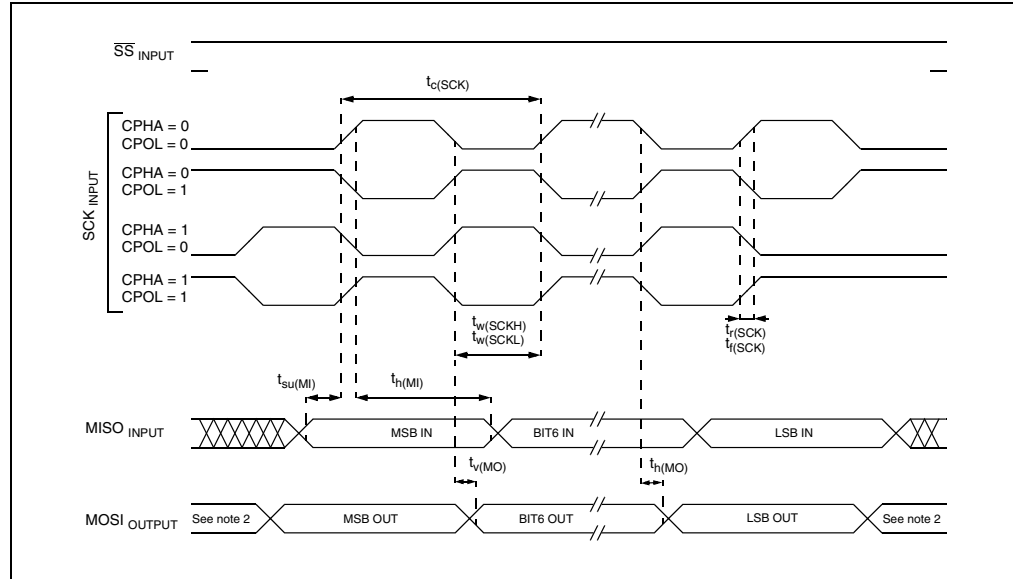 SS INPUT
tc(SCK)
SCK INPUT
CPHA = 0
CPOL = 0
CPHA = 0
CPOL = 1
CPHA = 1
CPOL = 0
CPHA = 1
CPOL = 1
tw(SCKH)
tw(SCKL)
tr(SCK)
tf(SCK)
tsu(MI)
th(MI)
MISO INPUT
MSB IN
BIT6 IN
LSB IN
tv(MO)
th(MO)
MOSI OUTPUT
See note 2
MSB OUT
BIT6 OUT
LSB OUT
See note 2